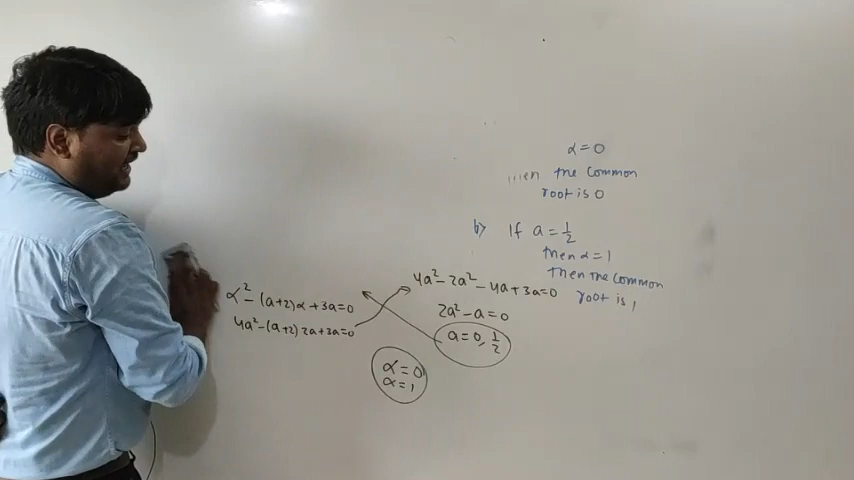 α² - (a+2)α + 3a = 0
4a² - (a+2) 2a + 3a = 0
4a² - 2a² - 4a + 3a = 0
2a² - a = 0
a = 0, 1/2
α = 0
α = 1
α = 0
the common
root is 0
b) If a = 1/2
then α = 1
then the common
root is 1